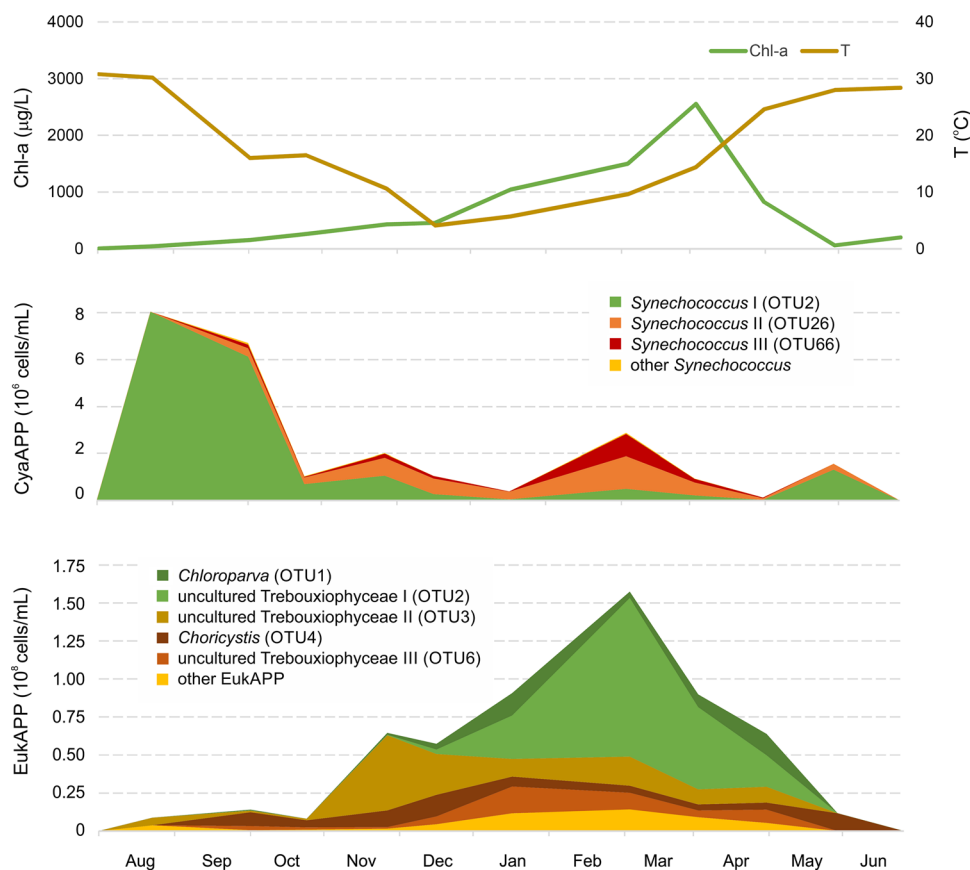 4000
3000
2000
1000
0
Chl-a (µg/L)
Chl-a
T
40
30
20
10
0
T (°C)
8
6
4
2
0
CyaAPP (10⁶ cells/mL)
Synechococcus I (OTU2)
Synechococcus II (OTU26)
Synechococcus III (OTU66)
other Synechococcus
1.75
1.50
1.25
1.00
0.75
0.50
0.25
0
EukAPP (10⁸ cells/mL)
Chloroparva (OTU1)
uncultured Trebouxiophyceae I (OTU2)
uncultured Trebouxiophyceae II (OTU3)
Choricystis (OTU4)
uncultured Trebouxiophyceae III (OTU6)
other EukAPP
Aug Sep Oct Nov Dec Jan Feb Mar Apr May Jun